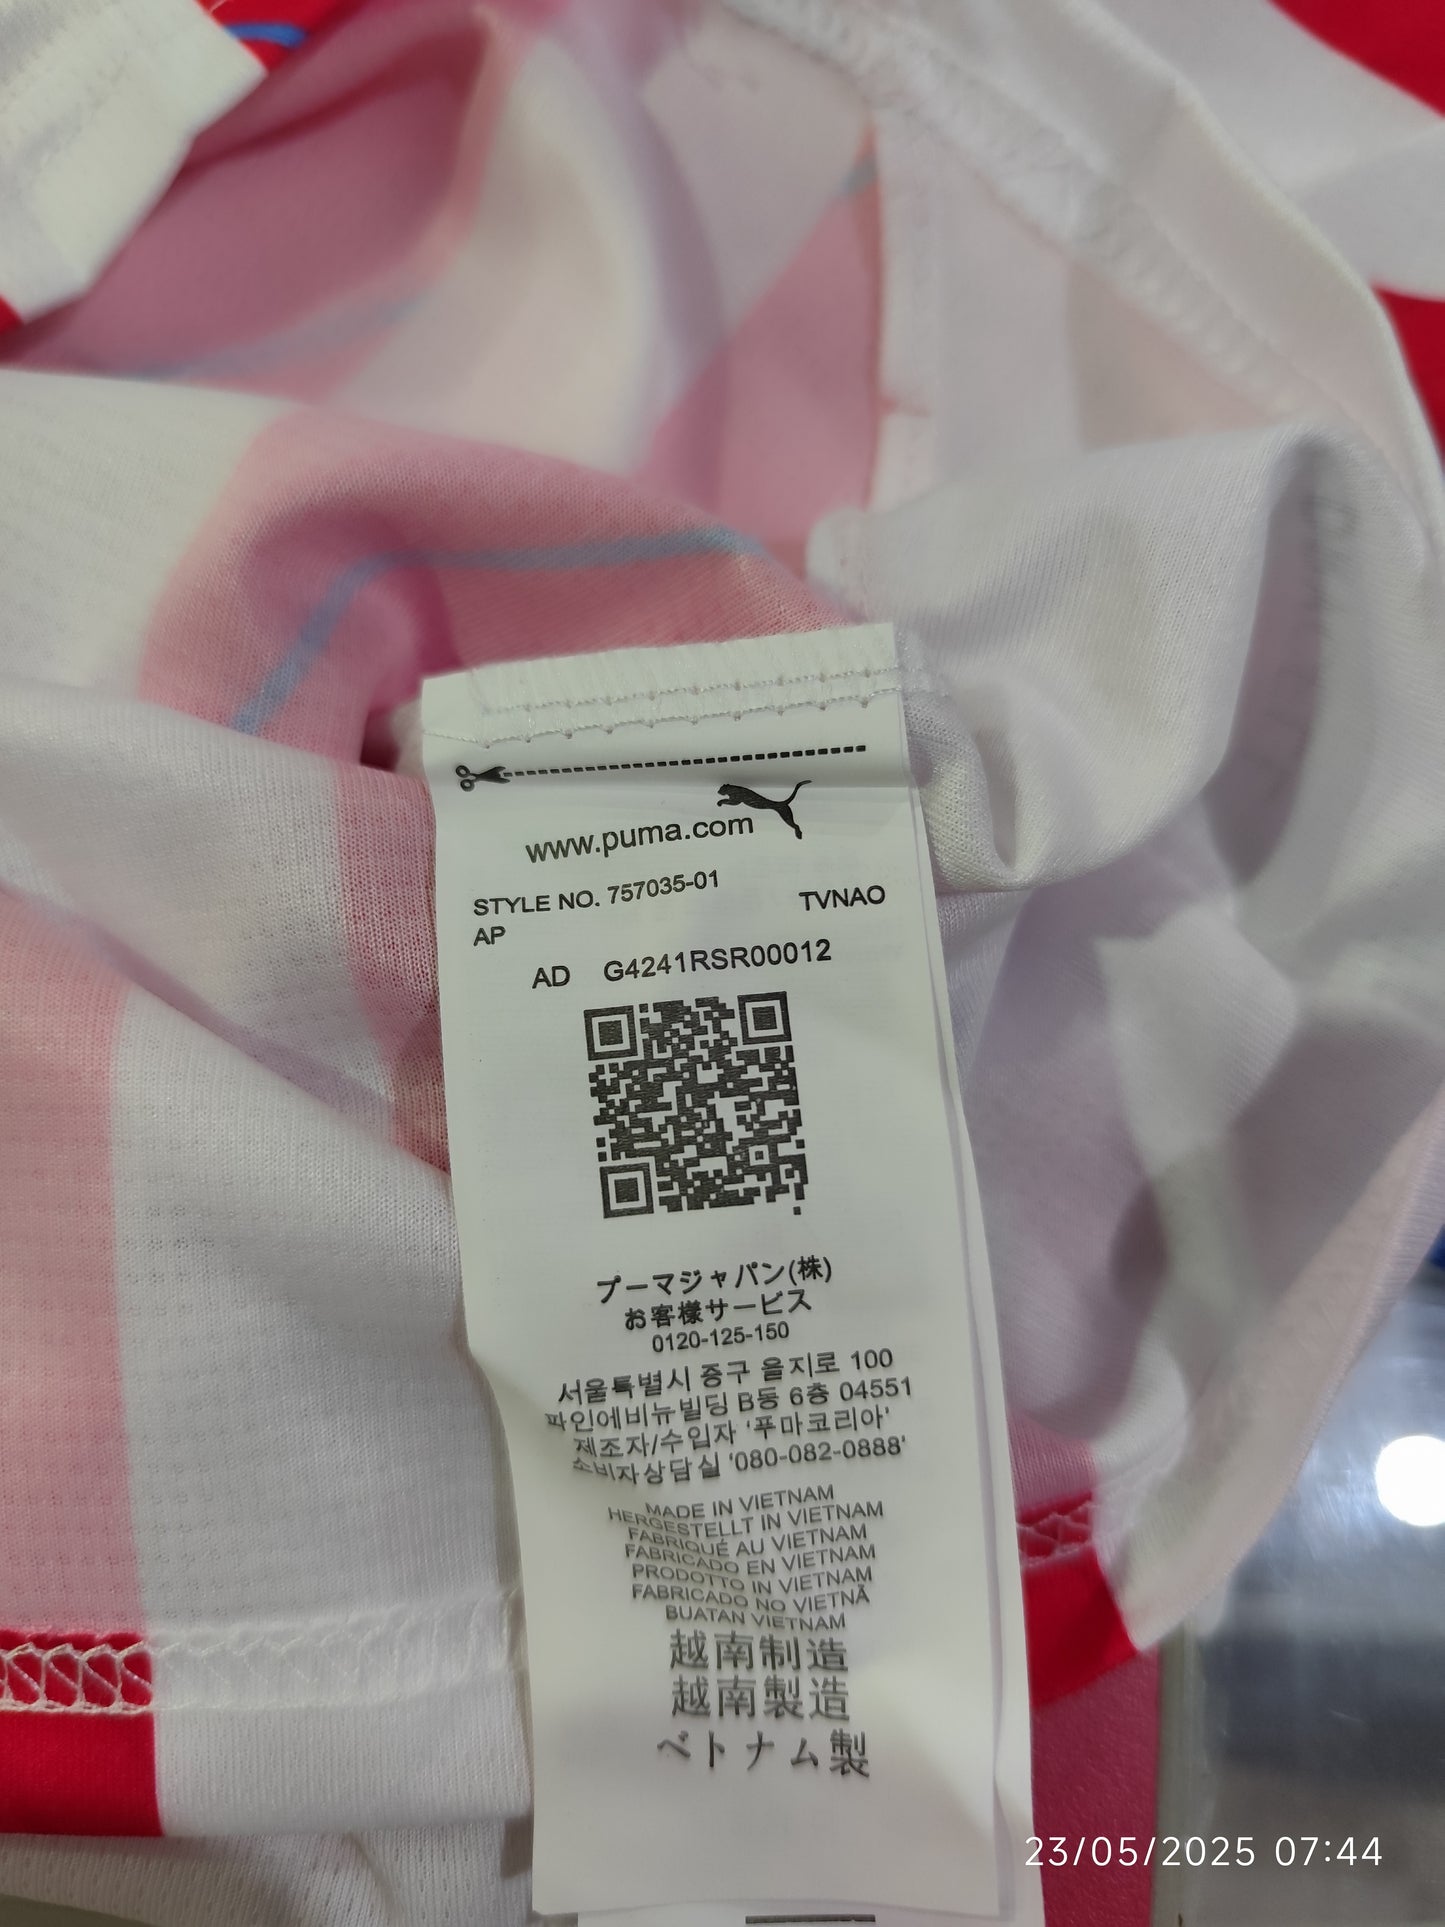 www.puma.com
STYLE NO. 757035-01
AP
TVNAO
AD G4241RSR00012
プーマジャパン(株)
お客様サービス
0120-125-150
서울특별시 중구 을지로 100
파인에비뉴빌딩 B동 6층 04551
제조자/수입자 '푸마코리아'
소비자상담실 '080-082-0888'
MADE IN VIETNAM
HERGESTELLT IN VIETNAM
FABRIQUÉ AU VIETNAM
FABRICADO EN VIETNAM
PRODOTTO IN VIETNAM
FABRICADO NO VIETNÃ
BUATAN VIETNAM
越南制造
越南製造
ベトナム製
23/05/2025 07:44